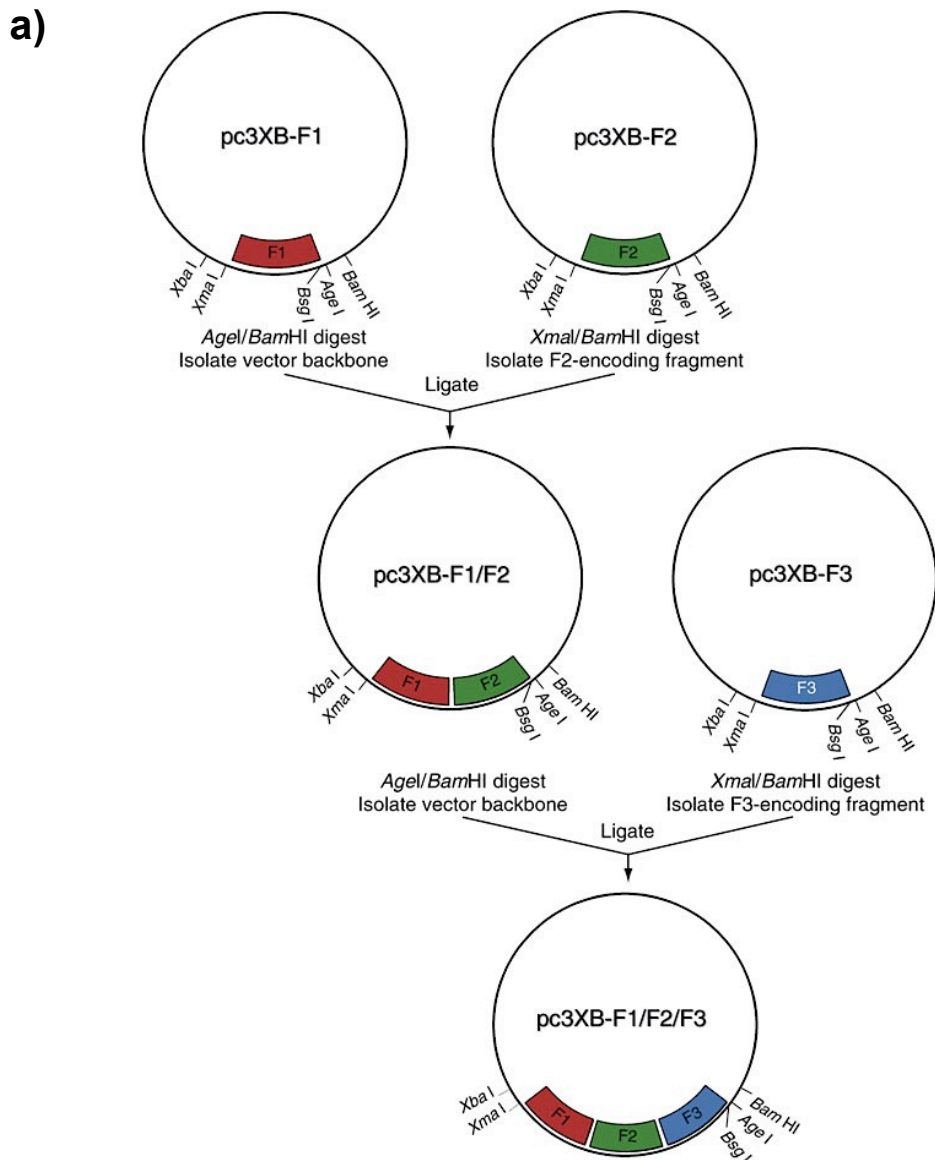 a)
pc3XB-F1
pc3XB-F2
F1
F2
Xba I
Xma I
Bsg I
Age I
Bam HI
Xba I
Xma I
Bsg I
Age I
Bam HI
AgeI/BamHI digest
Isolate vector backbone
XmaI/BamHI digest
Isolate F2-encoding fragment
Ligate
pc3XB-F1/F2
pc3XB-F3
F1
F2
F3
Xba I
Xma I
Bsg I
Age I
Bam HI
Xba I
Xma I
Bsg I
Age I
Bam HI
AgeI/BamHI digest
Isolate vector backbone
XmaI/BamHI digest
Isolate F3-encoding fragment
Ligate
pc3XB-F1/F2/F3
Xba I
Xma I
F1
F2
F3
Bam HI
Age I
Bsg I